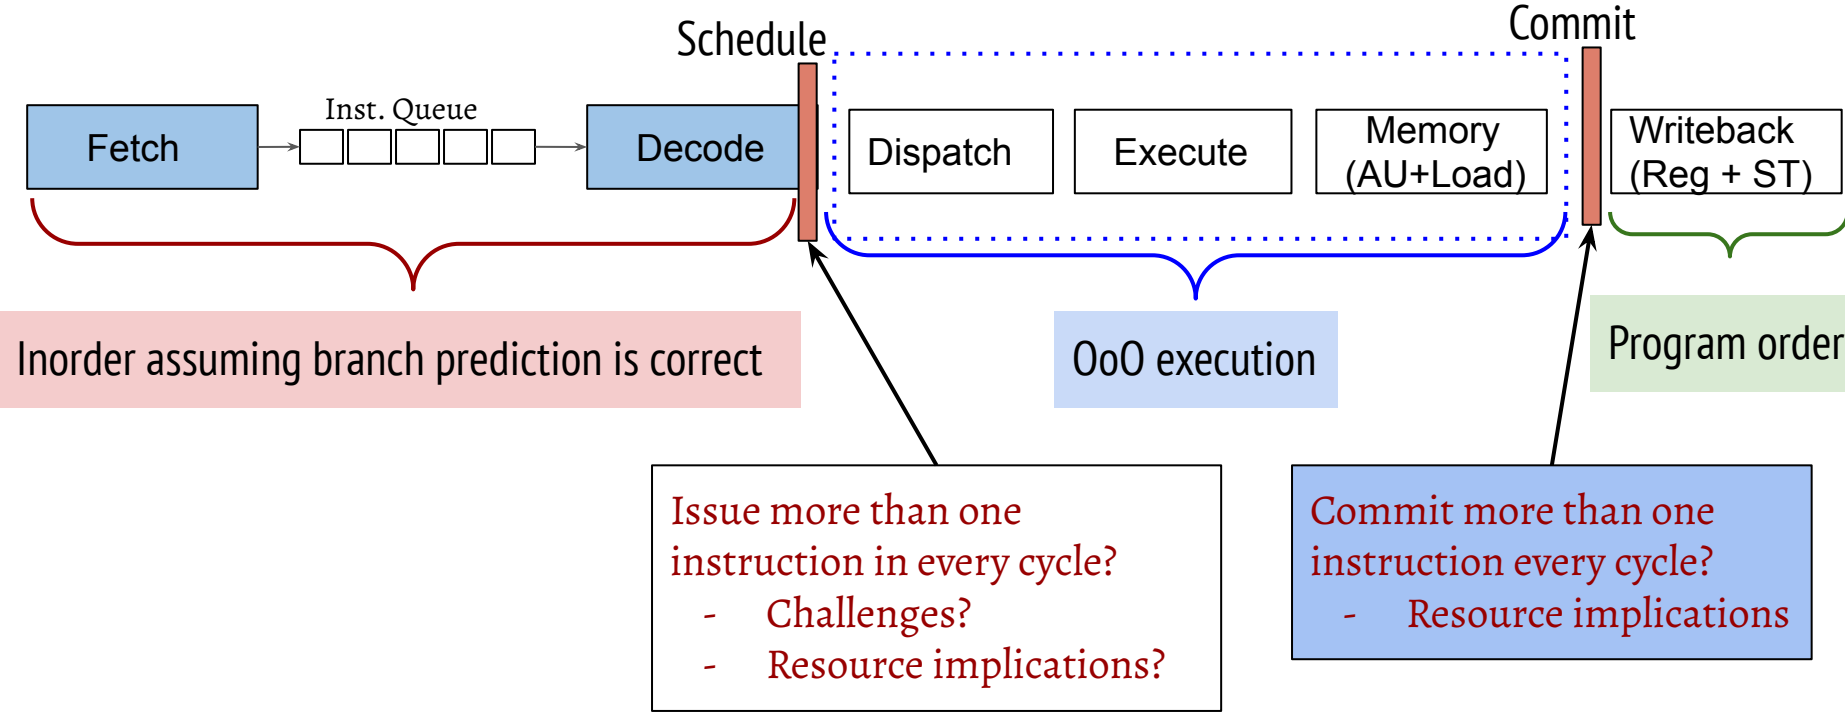 Schedule
Commit
Fetch
Inst. Queue
Decode
Dispatch
Execute
Memory
(AU+Load)
Writeback
(Reg + ST)
Inorder assuming branch prediction is correct
OoO execution
Program order
Issue more than one
instruction in every cycle?
- Challenges?
- Resource implications?
Commit more than one
instruction every cycle?
- Resource implications